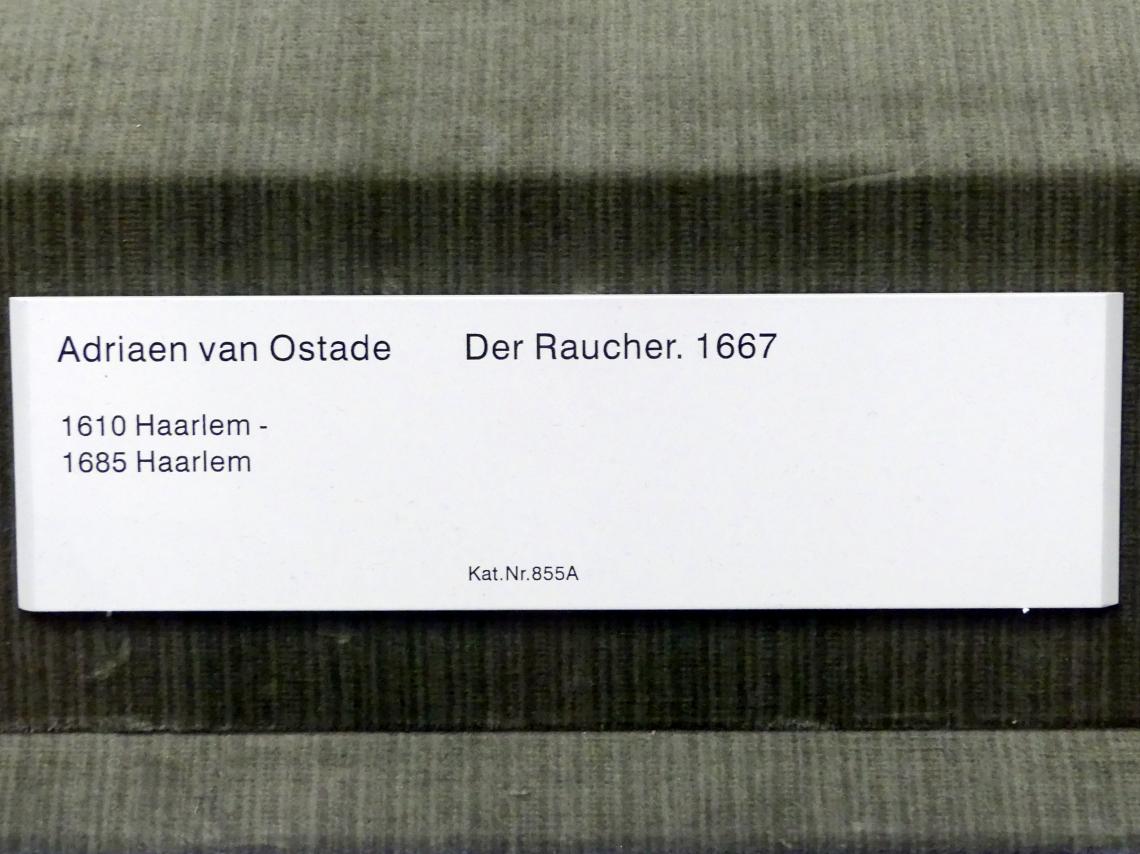 Adriaen van Ostade
1610 Haarlem -
1685 Haarlem
Der Raucher. 1667
Kat.Nr.855A